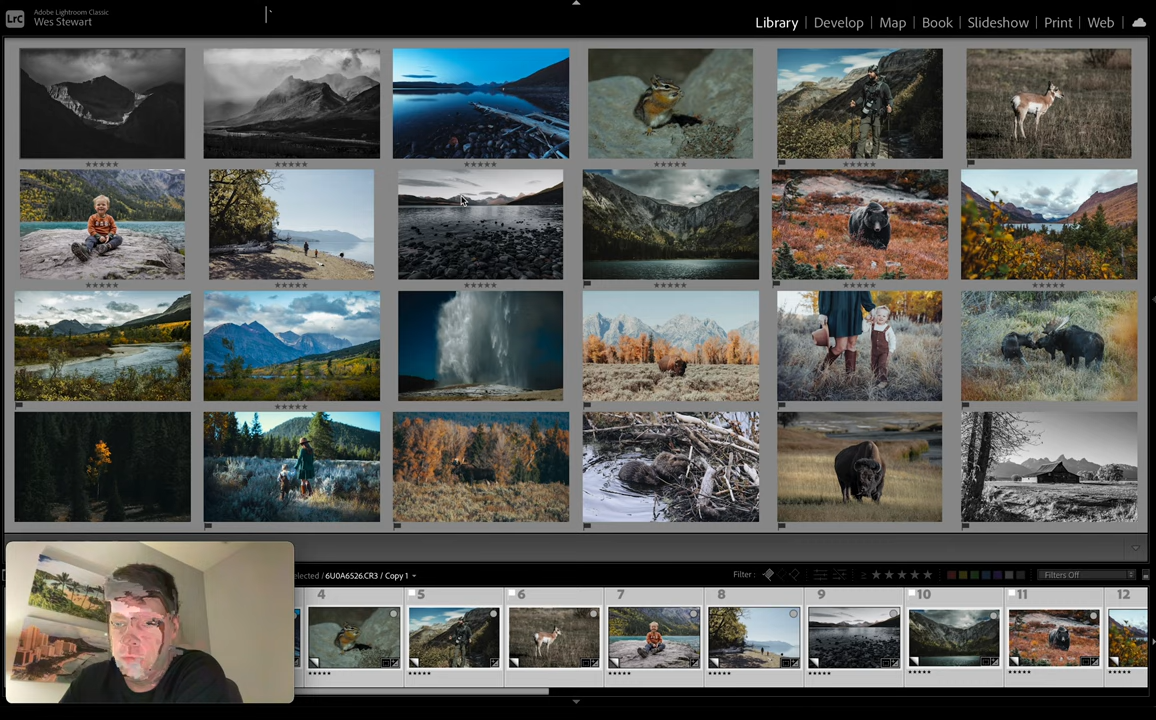 LrC
Adobe Lightroom Classic
Wes Stewart
Library | Develop | Map | Book | Slideshow | Print | Web
elected / 6U0A6526.CR3 / Copy 1
Filter :
Filters Off
4 5 6 7 8 9 10 11 12